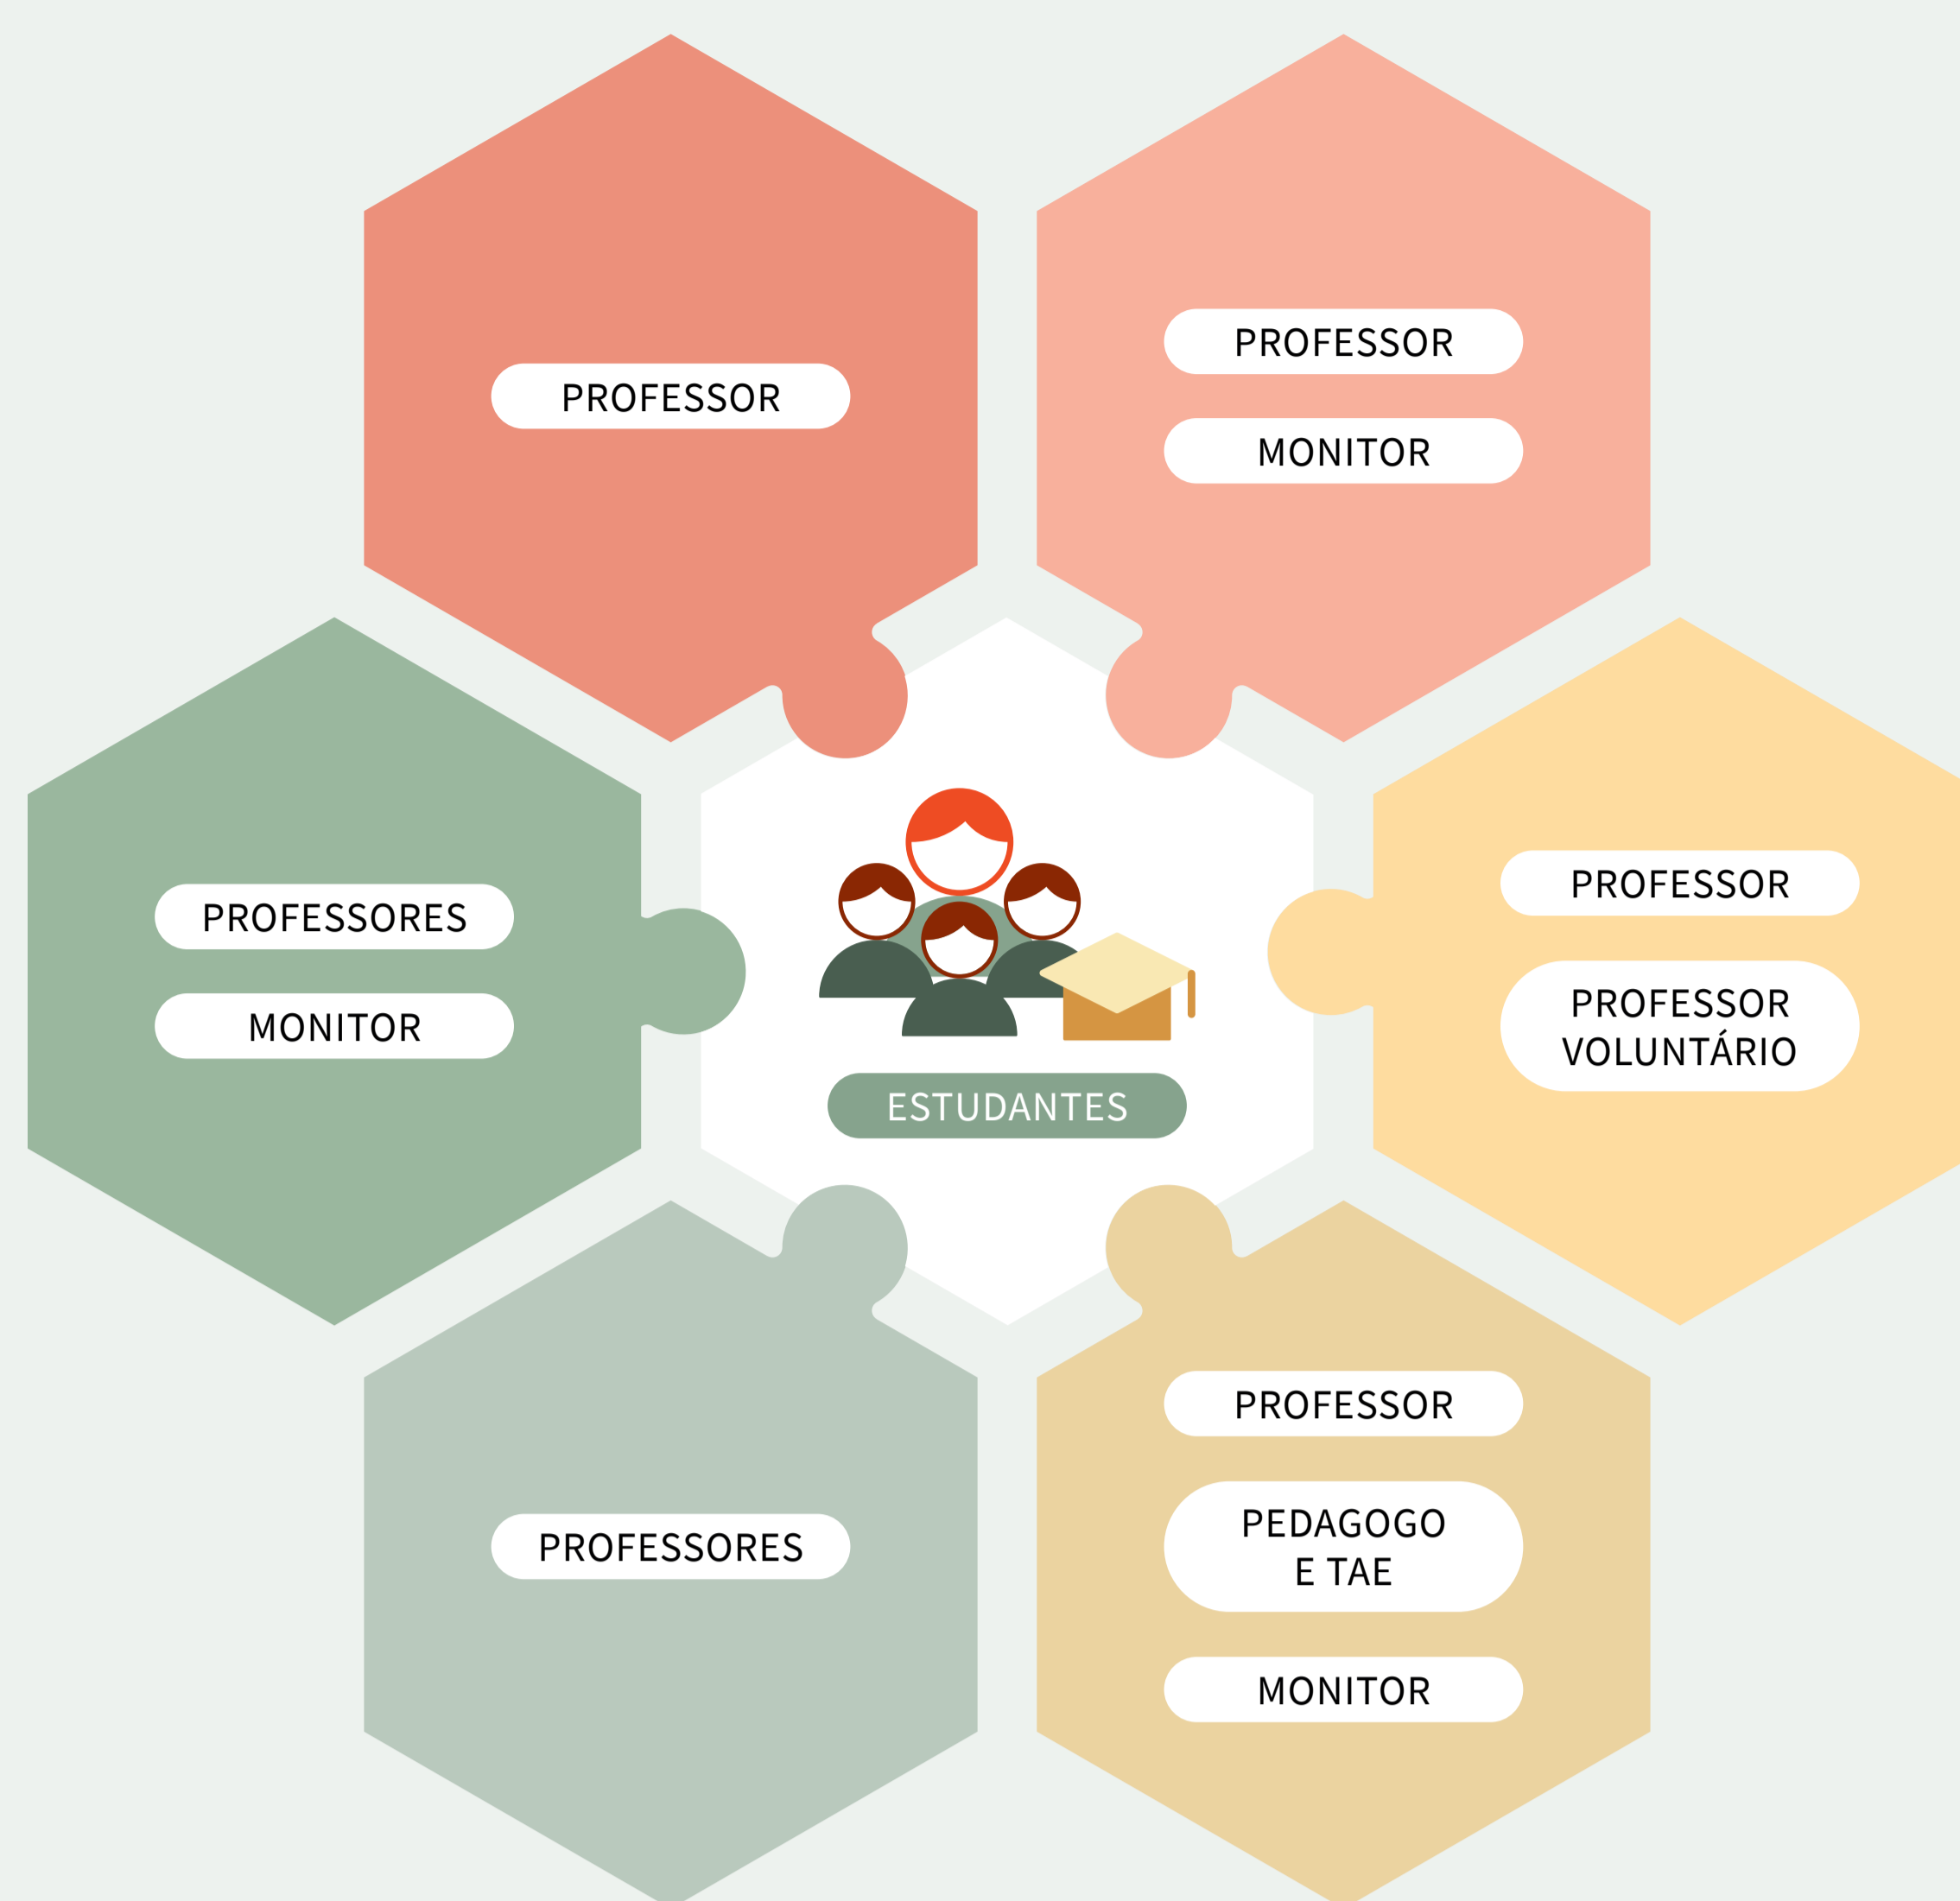 PROFESSOR
PROFESSOR
MONITOR
PROFESSORES
MONITOR
ESTUDANTES
PROFESSOR
PROFESSOR
VOLUNTÁRIO
PROFESSORES
PROFESSOR
PEDAGOGO
E TAE
MONITOR